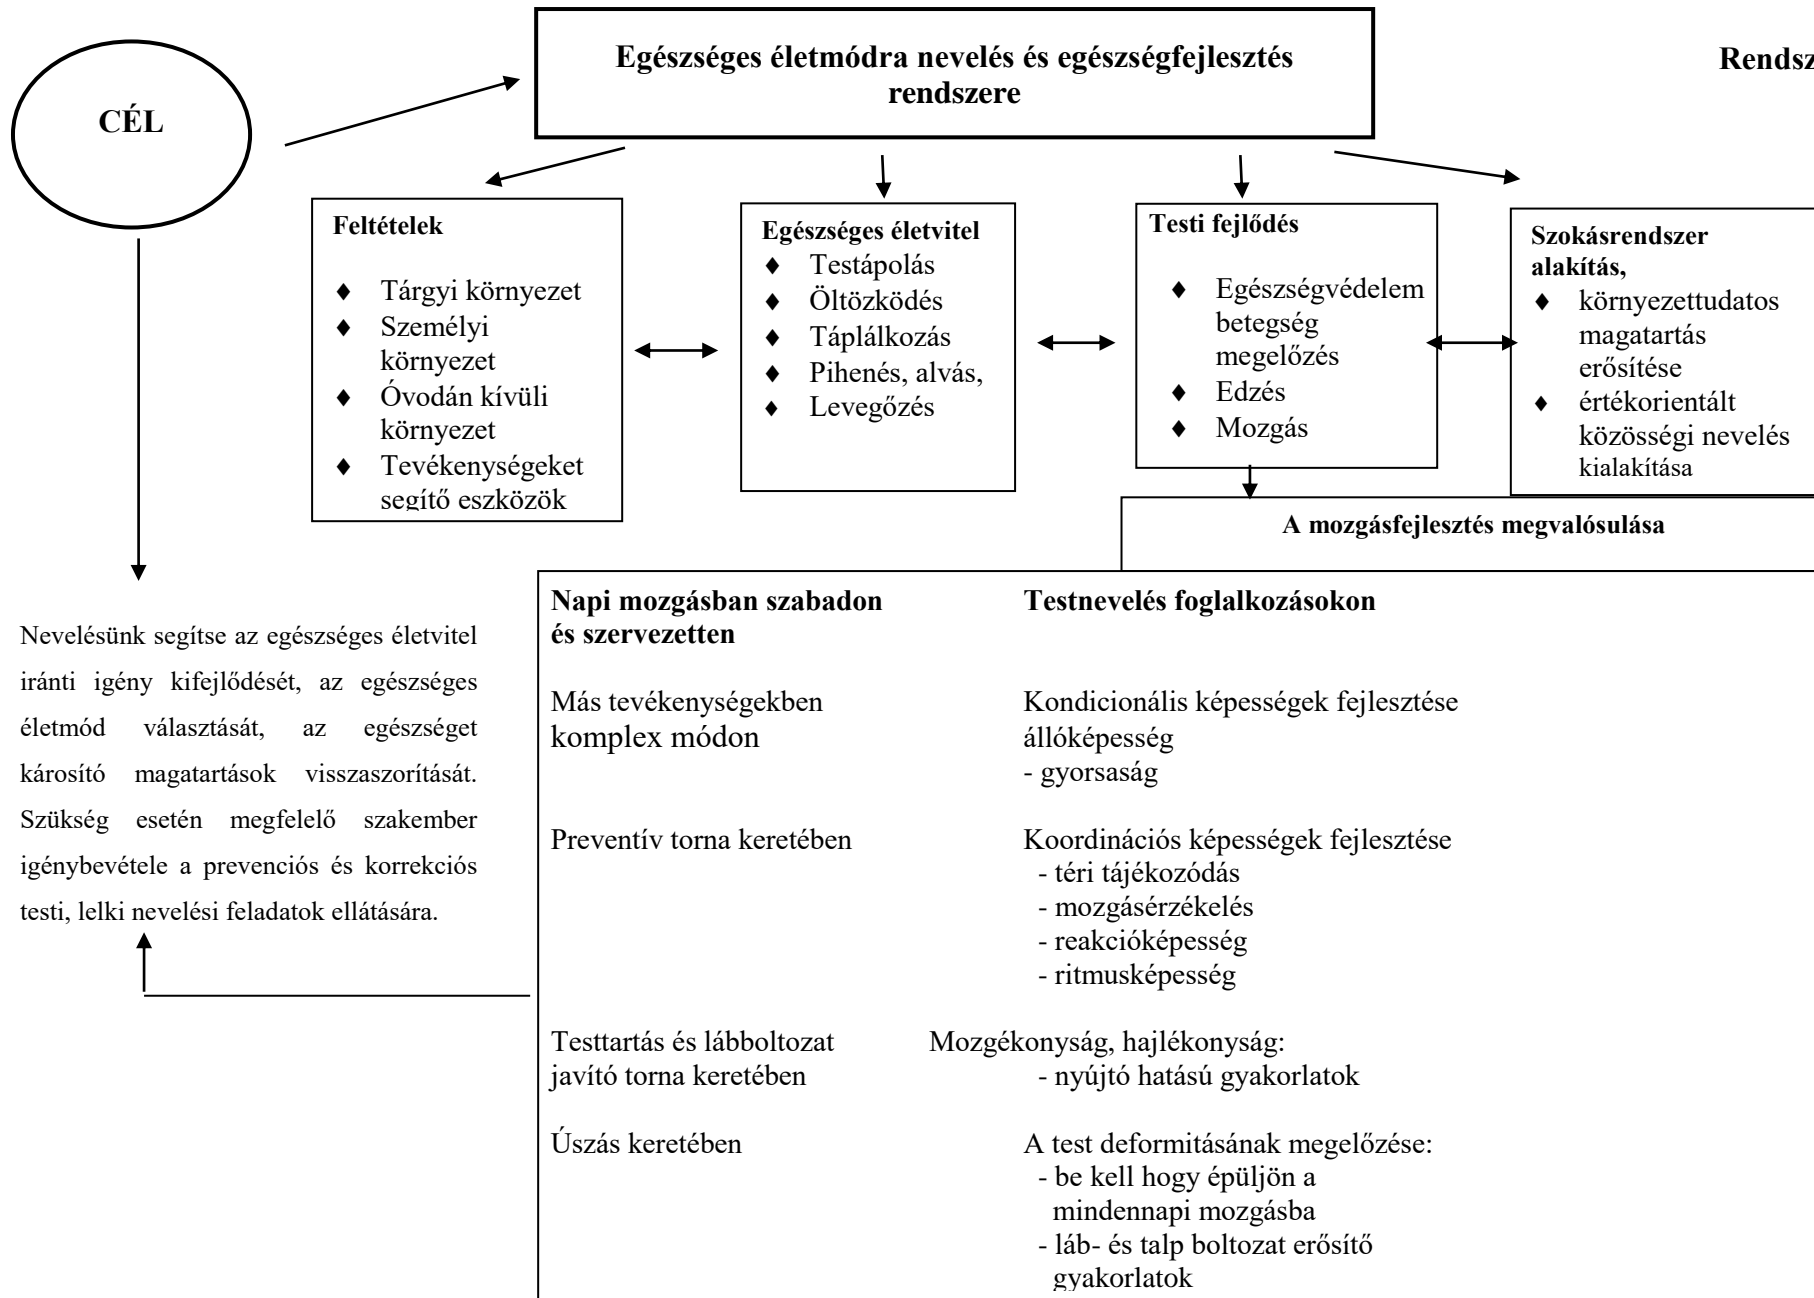 CÉL
Egészséges életmódra nevelés és egészségfejlesztés
rendszere
Rendsz
Feltételek
♦ Tárgyi környezet
♦ Személyi
környezet
♦ Óvodán kívüli
környezet
♦ Tevékenységeket
segítő eszközök
Egészséges életvitel
♦ Testápolás
♦ Öltözködés
♦ Táplálkozás
♦ Pihenés, alvás,
♦ Levegőzés
Testi fejlődés
♦ Egészségvédelem
betegség
megelőzés
♦ Edzés
♦ Mozgás
Szokásrendszer
alakítás,
♦ környezettudatos
magatartás
erősítése
♦ értékorientált
közösségi nevelés
kialakítása
A mozgásfejlesztés megvalósulása
Nevelésünk segítse az egészséges életvitel
iránti igény kifejlődését, az egészséges
életmód választását, az egészséget
károsító magatartások visszaszorítását.
Szükség esetén megfelelő szakember
igénybevétele a prevenciós és korrekciós
testi, lelki nevelési feladatok ellátására.
Napi mozgásban szabadon
és szervezetten
Más tevékenységekben
komplex módon
Preventív torna keretében
Testtartás és lábboltozat
javító torna keretében
Úszás keretében
Testnevelés foglalkozásokon
Kondicionális képességek fejlesztése
állóképesség
- gyorsaság
Koordinációs képességek fejlesztése
- téri tájékozódás
- mozgásérzékelés
- reakcióképesség
- ritmusképesség
Mozgékonyság, hajlékonyság:
- nyújtó hatású gyakorlatok
A test deformitásának megelőzése:
- be kell hogy épüljön a
mindennapi mozgásba
- láb- és talp boltozat erősítő
gyakorlatok